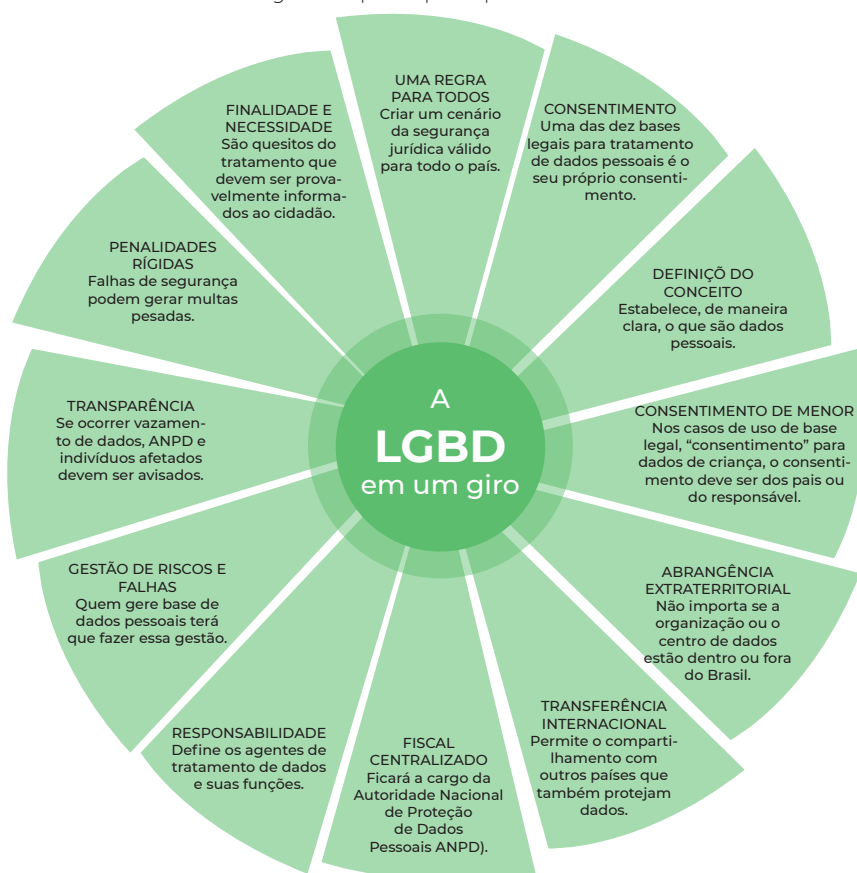 UMA REGRA
PARA TODOS
Criar um cenário
da segurança
jurídica válido
para todo o país.
CONSENTIMENTO
Uma das dez bases
legais para tratamento
de dados pessoais é o
seu próprio consenti-
mento.
DEFINIÇÕ DO
CONCEITO
Estabelece, de maneira
clara, o que são dados
pessoais.
CONSENTIMENTO DE MENOR
Nos casos de uso de base
legal, “consentimento” para
dados de criança, o consenti-
mento deve ser dos pais ou
do responsável.
ABRANGÊNCIA
EXTRATERRITORIAL
Não importa se a
organização ou o
centro de dados
estão dentro ou fora
do Brasil.
TRANSFERÊNCIA
INTERNACIONAL
Permite o comparti-
lhamento com
outros países que
também protejam
dados.
FISCAL
CENTRALIZADO
Ficará a cargo da
Autoridade Nacional
de Proteção
de Dados
Pessoais ANPD).
RESPONSABILIDADE
Define os agentes de
tratamento de dados
e suas funções.
GESTÃO DE RISCOS E
FALHAS
Quem gere base de
dados pessoais terá
que fazer essa gestão.
TRANSPARÊNCIA
Se ocorrer vazamen-
to de dados, ANPD e
indivíduos afetados
devem ser avisados.
PENALIDADES
RÍGIDAS
Falhas de segurança
podem gerar multas
pesadas.
FINALIDADE E
NECESSIDADE
São quesitos do
tratamento que
devem ser prova-
velmente informa-
dos ao cidadão.
A
LGBD
em um giro